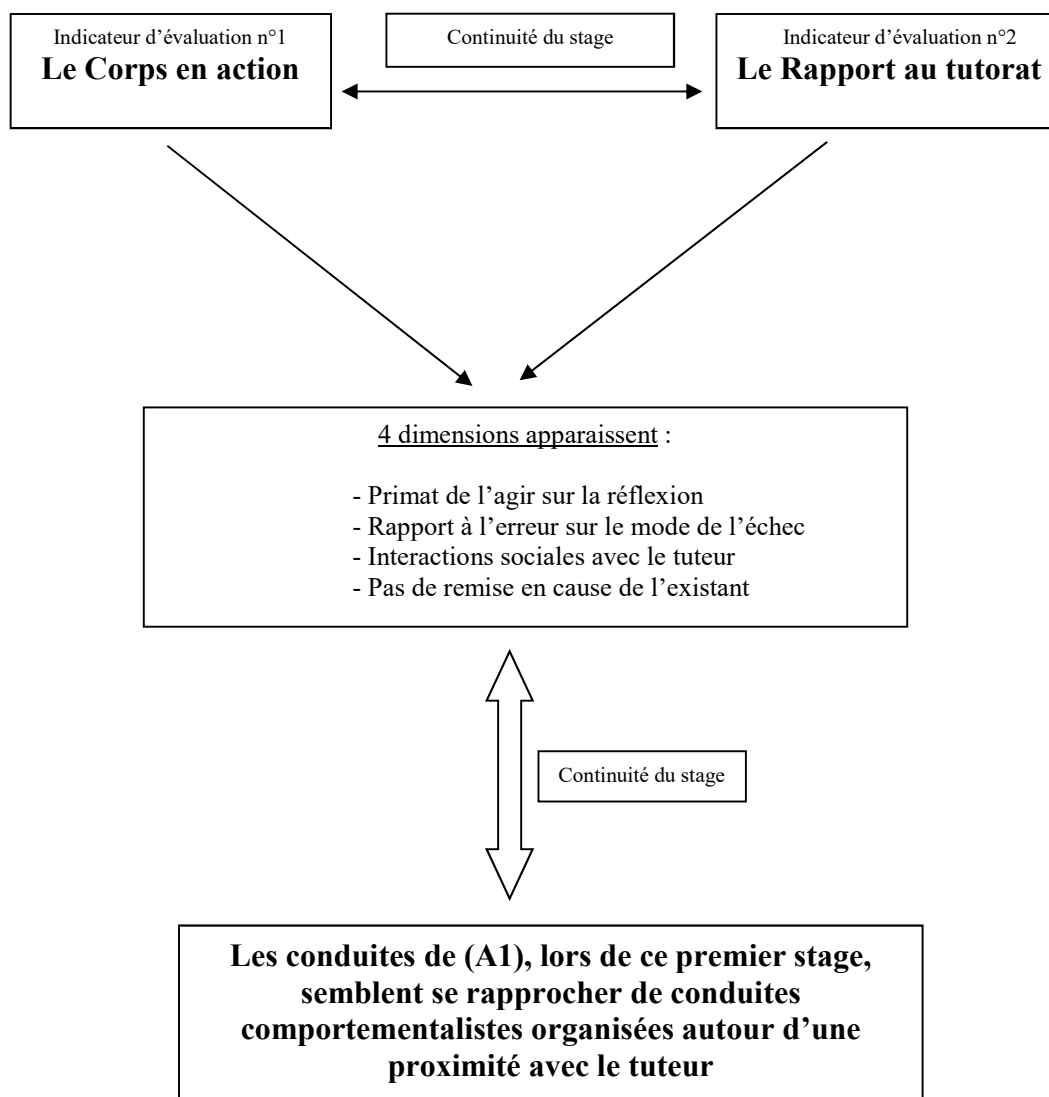 Indicateur d’évaluation n°1
Le Corps en action
Continuité du stage
Indicateur d’évaluation n°2
Le Rapport au tutorat
4 dimensions apparaissent :
- Primat de l’agir sur la réflexion
- Rapport à l’erreur sur le mode de l’échec
- Interactions sociales avec le tuteur
- Pas de remise en cause de l’existant
Continuité du stage
Les conduites de (A1), lors de ce premier stage,
semblent se rapprocher de conduites
comportementalistes organisées autour d’une
proximité avec le tuteur